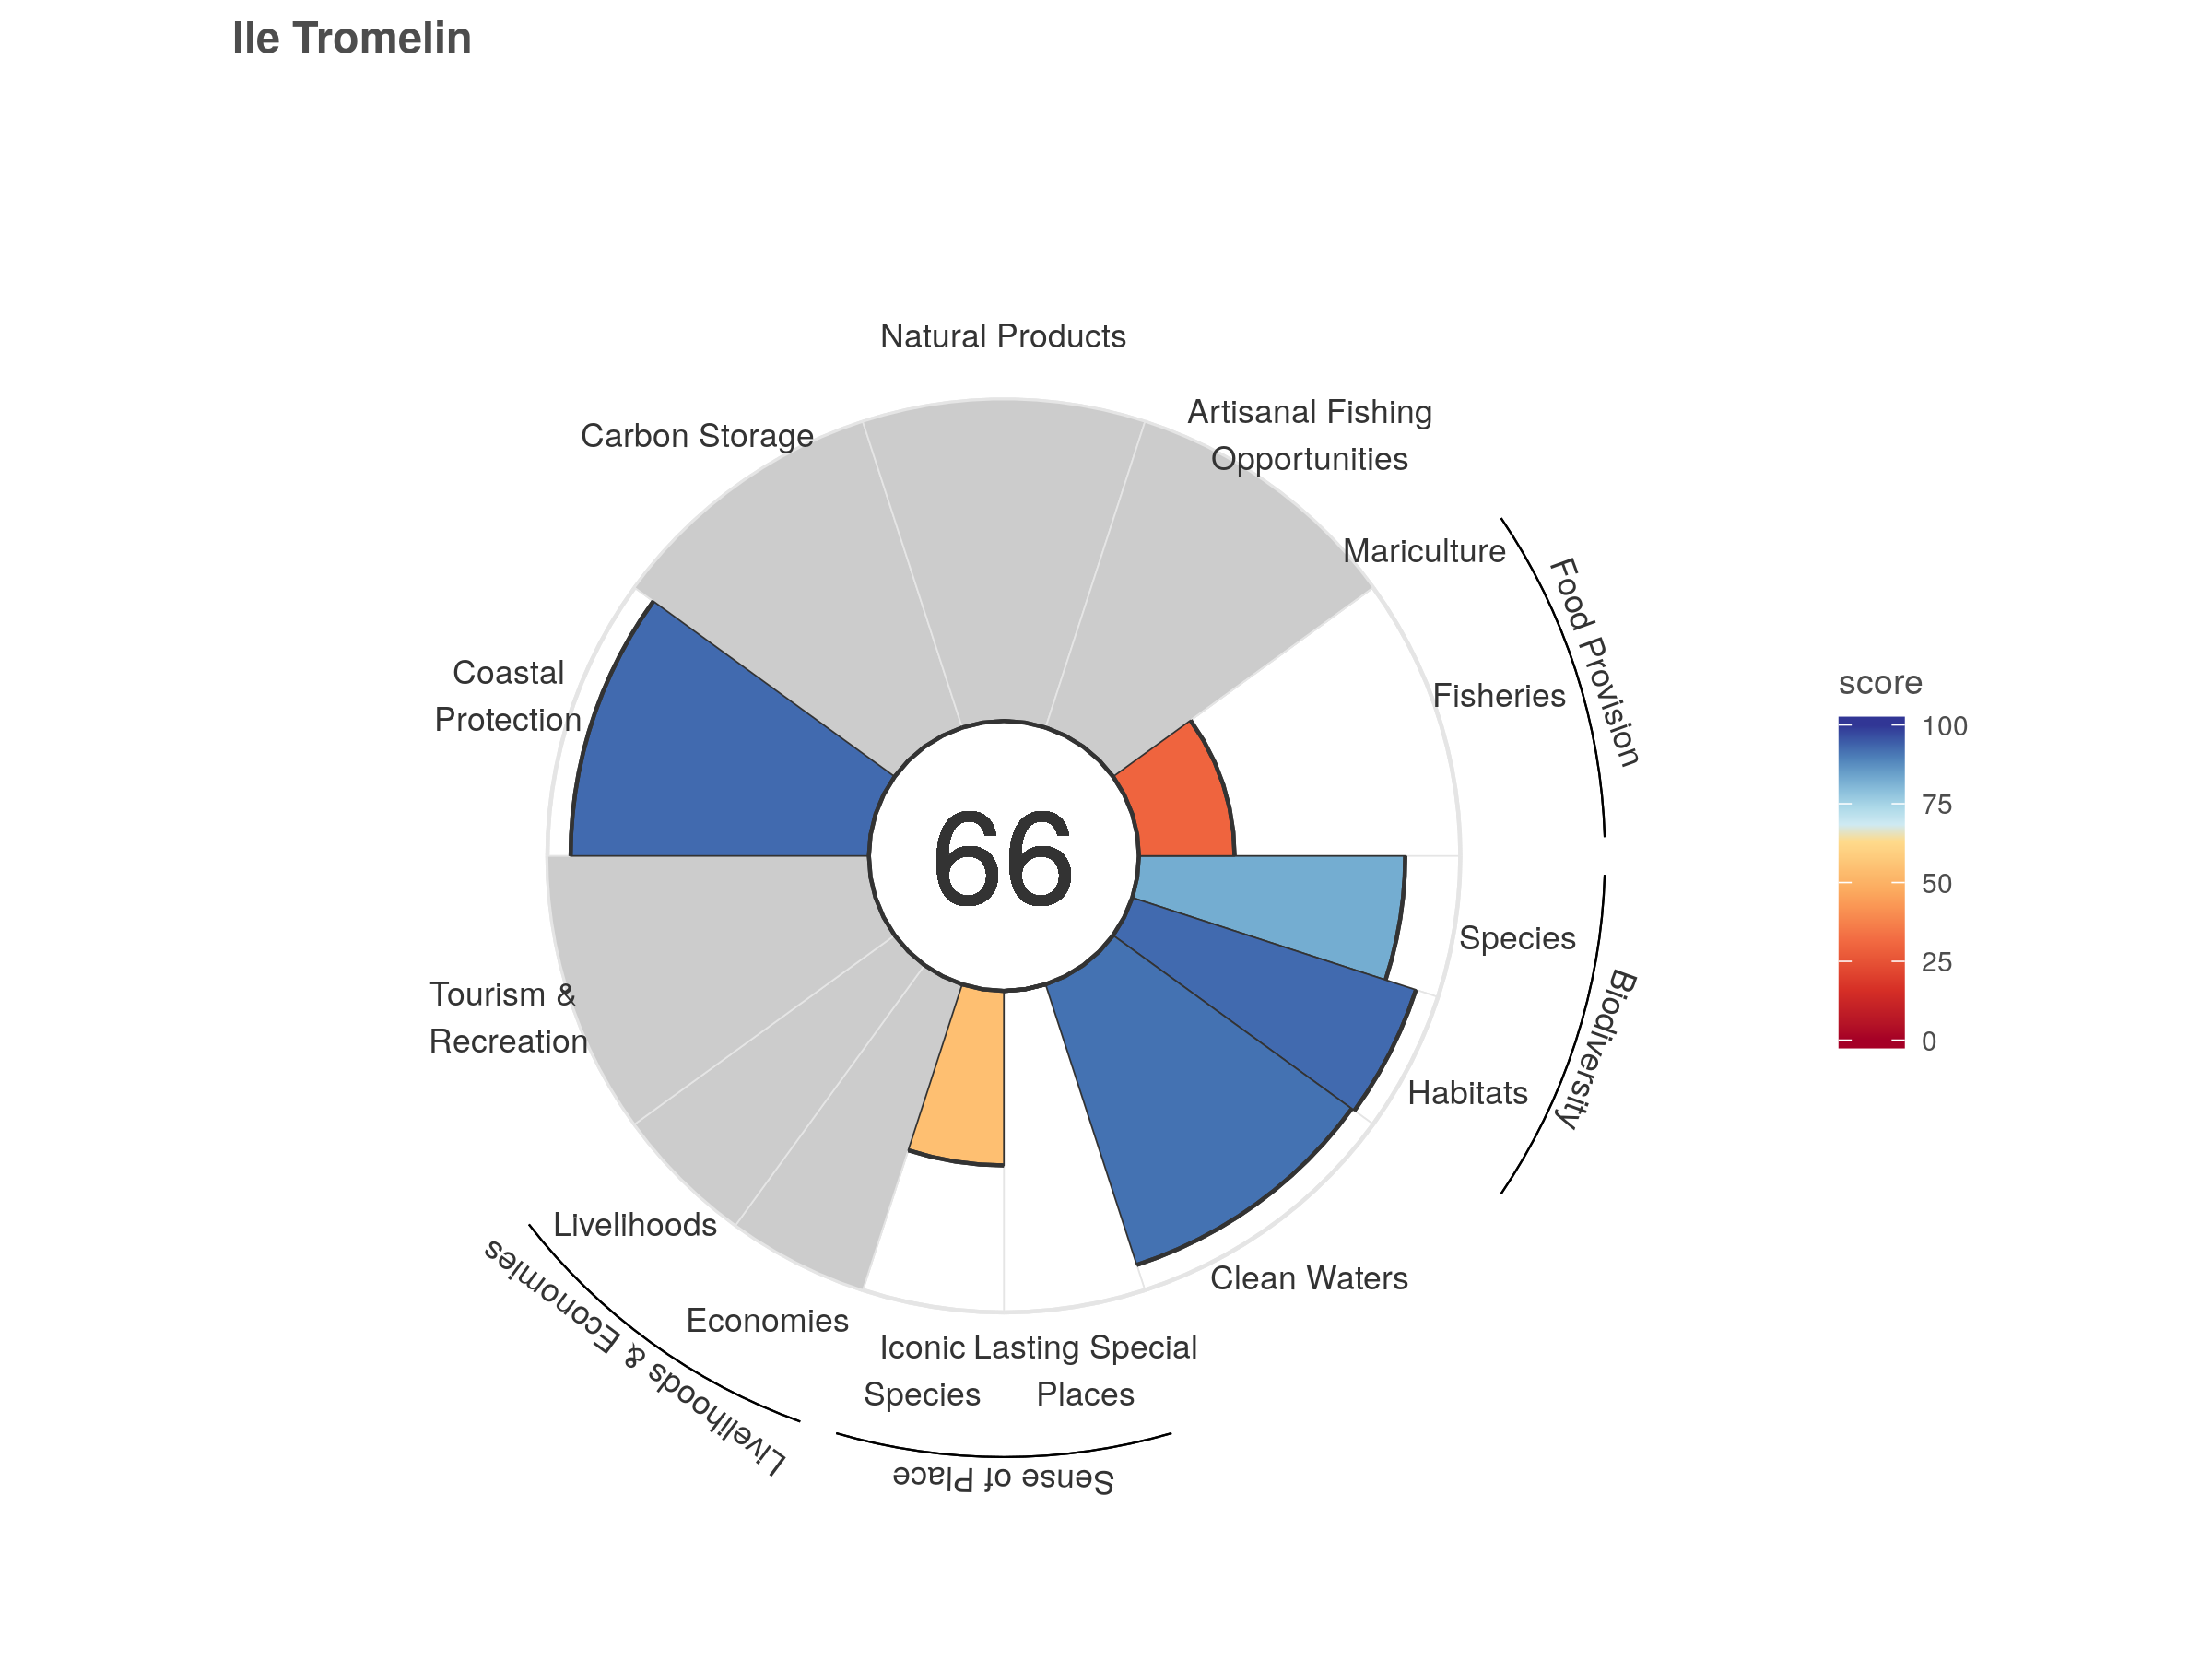 Ile Tromelin
Natural Products
Artisanal Fishing
Opportunities
Carbon Storage
Mariculture
Food Provision
Fisheries
Coastal
Protection
score
100
75
50
25
0
66
Species
Biodiversity
Habitats
Tourism &
Recreation
Livelihoods
Livelihoods & Economies
Economies
Clean Waters
Iconic
Species
Lasting Special
Places
Sense of Place